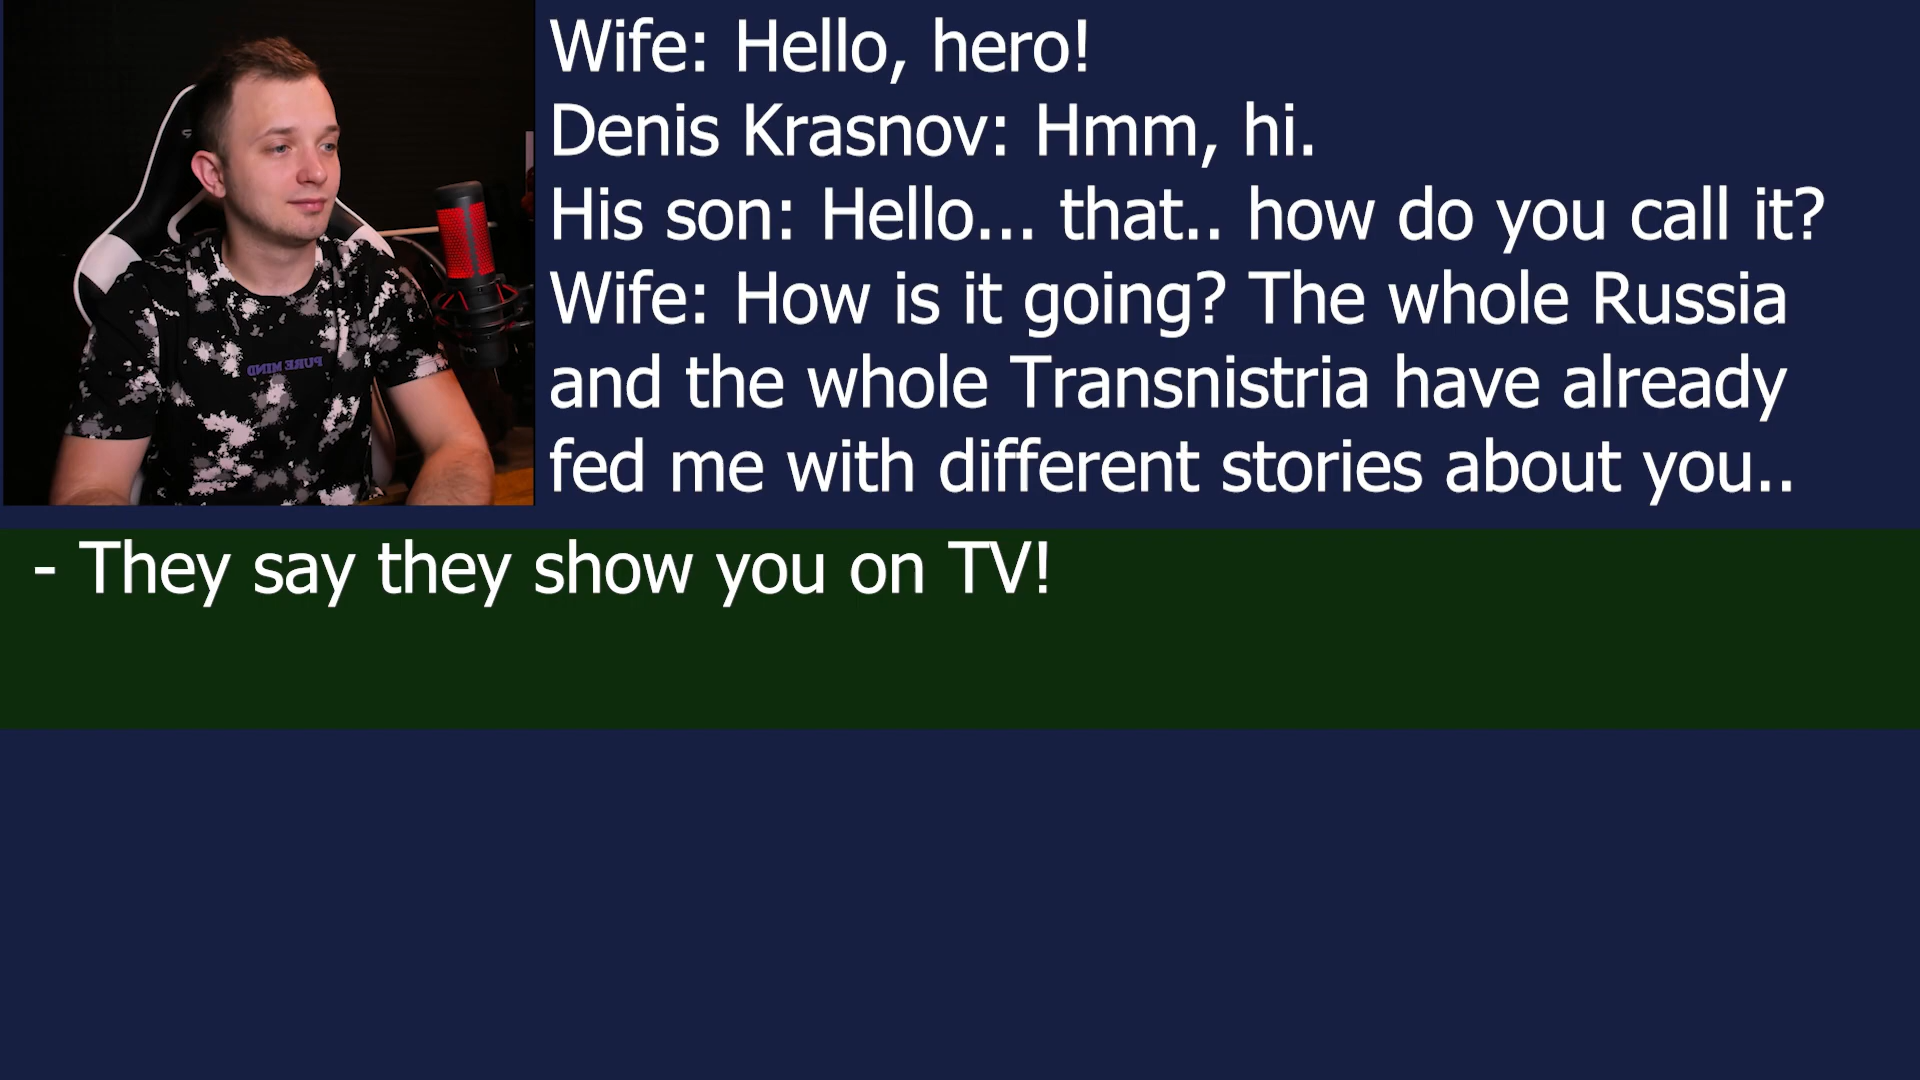 Wife: Hello, hero!
Denis Krasnov: Hmm, hi.
His son: Hello... that.. how do you call it?
Wife: How is it going? The whole Russia
and the whole Transnistria have already
fed me with different stories about you..
- They say they show you on TV!
PURE MIND